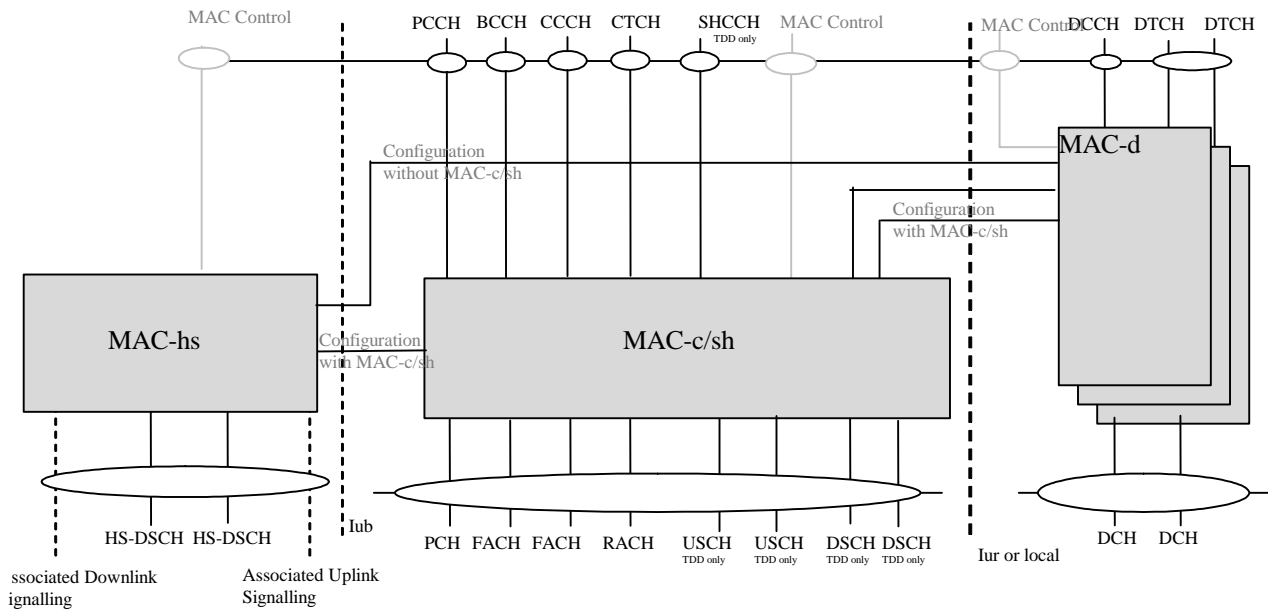 MAC Control
PCCH
BCCH
CCCH
CTCH
SHCCH
TDD only
MAC Control
MAC Control
DCCH
DTCH
DTCH
Configuration
without MAC-c/sh
MAC-d
Configuration
with MAC-c/sh
MAC-hs
Configuration
with MAC-c/sh
MAC-c/sh
HS-DSCH
HS-DSCH
Iub
PCH
FACH
FACH
RACH
USCH
TDD only
USCH
TDD only
DSCH
TDD only
DSCH
TDD only
Iur or local
DCH
DCH
ssociated Downlink
ignalling
Associated Uplink
Signalling